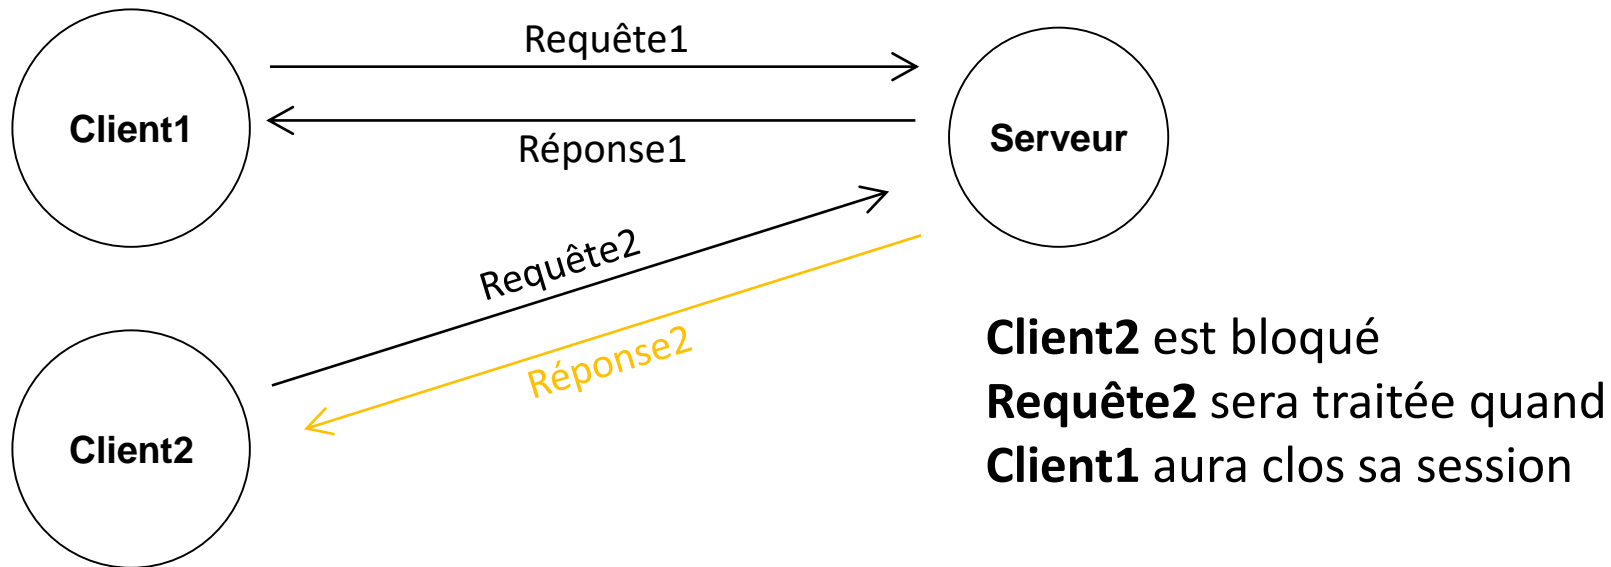 Requête1
Client1
Serveur
Réponse1
Requête2
Réponse2
Client2
Client2 est bloqué
Requête2 sera traitée quand
Client1 aura clos sa session